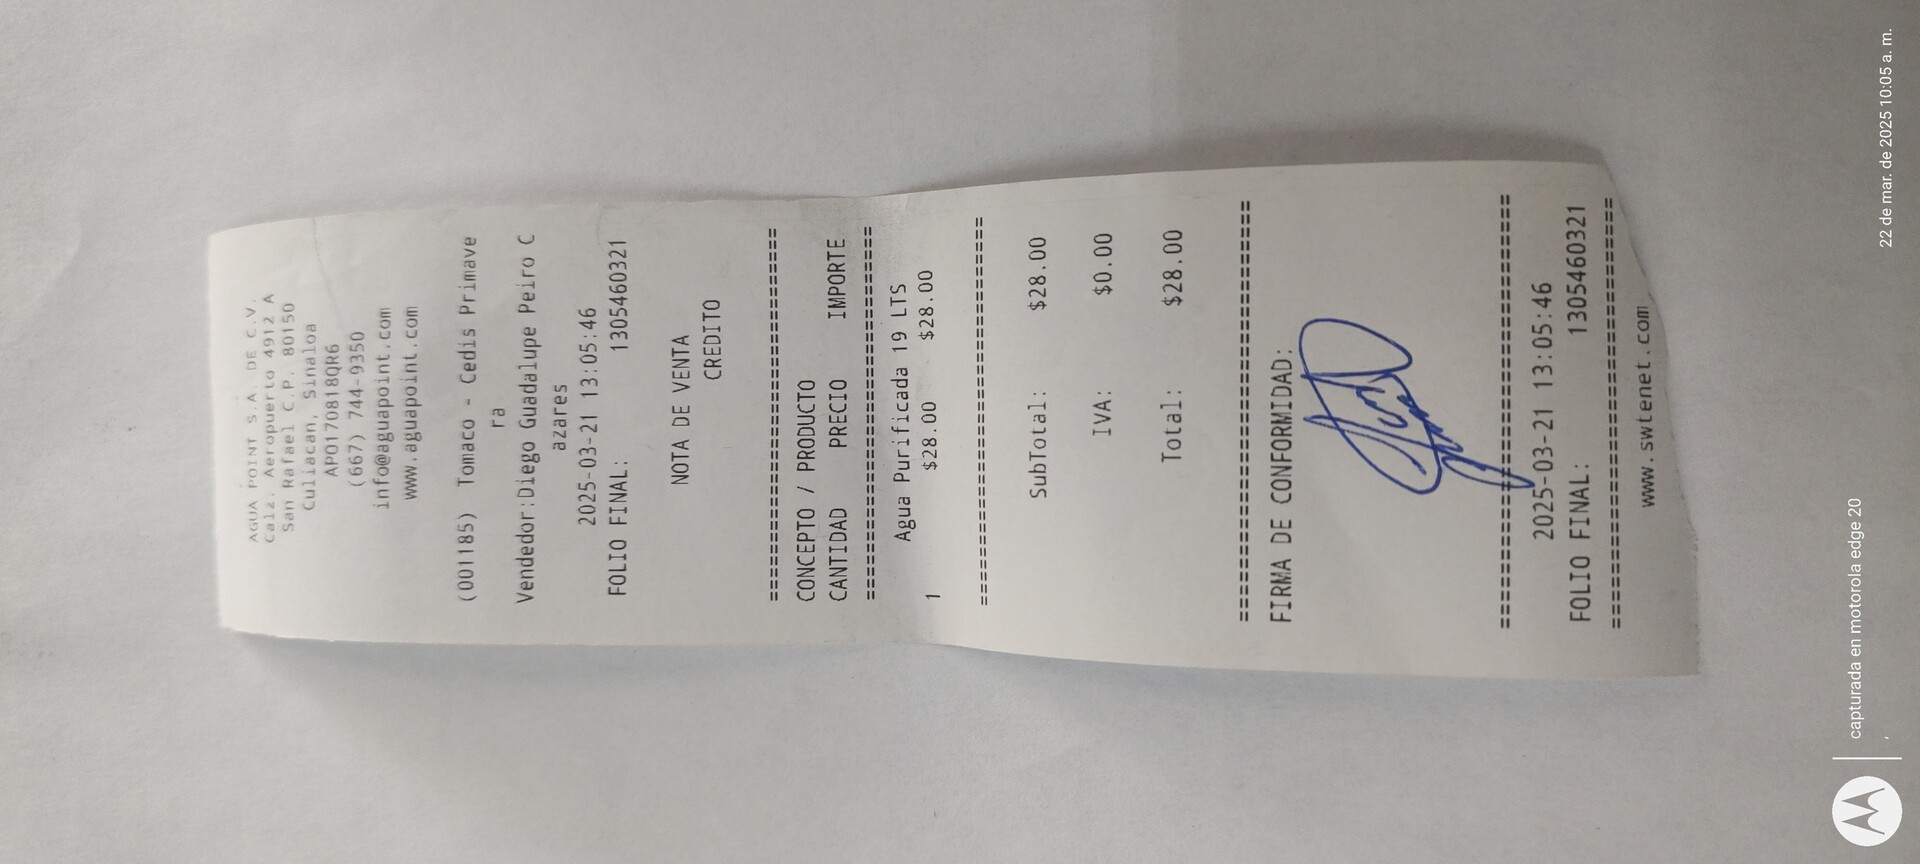 AGUA POINT S.A. DE C.V.
Calz. Aeropuerto 4912 A
San Rafael C.P. 80150
Culiacan, Sinaloa
APO170818QR6
(667) 744-9350
info@aguapoint.com
www.aguapoint.com
(001185) Tomaco - Cedis Primave
ra
Vendedor:Diego Guadalupe Peiro C
azares
2025-03-21 13:05:46
FOLIO FINAL: 1305460321
NOTA DE VENTA
CREDITO
================================
CONCEPTO / PRODUCTO
CANTIDAD PRECIO IMPORTE
================================
Agua Purificada 19 LTS
1 $28.00 $28.00
================================
SubTotal: $28.00
IVA: $0.00
Total: $28.00
================================
FIRMA DE CONFORMIDAD:
================================
2025-03-21 13:05:46
FOLIO FINAL: 1305460321
================================
www.swtenet.com
capturada en motorola edge 20
22 de mar. de 2025 10:05 a. m.